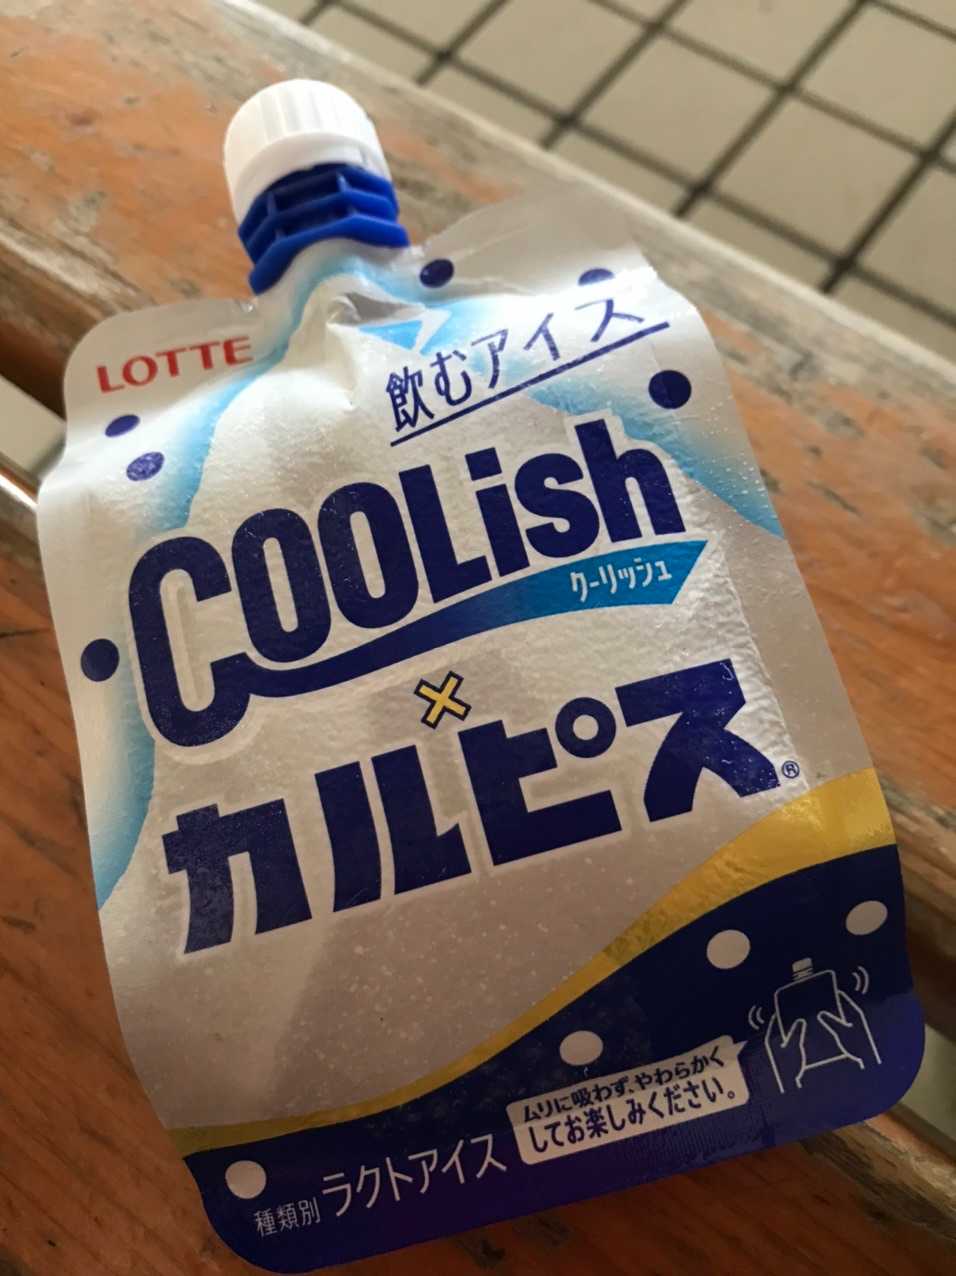 LOTTE
飲むアイス
COOLish
クーリッシュ
×
カルピス®
ムリに吸わず、やわらかく
してお楽しみください。
種類別 ラクトアイス